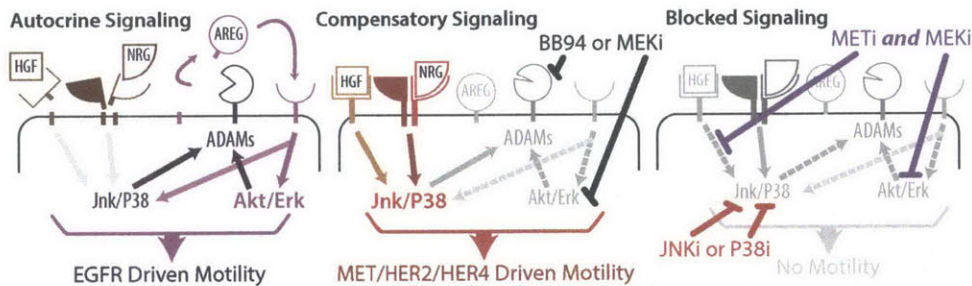 Autocrine Signaling
HGF
NRG
AREG
ADAMs
Jnk/P38
Akt/Erk
EGFR Driven Motility
Compensatory Signaling
BB94 or MEKi
HGF
NRG
AREG
ADAMs
Jnk/P38
Akt/Erk
MET/HER2/HER4 Driven Motility
Blocked Signaling
METi and MEKi
HGF
AREG
ADAMs
Jnk/P38
Akt/Erk
JNKi or P38i
No Motility